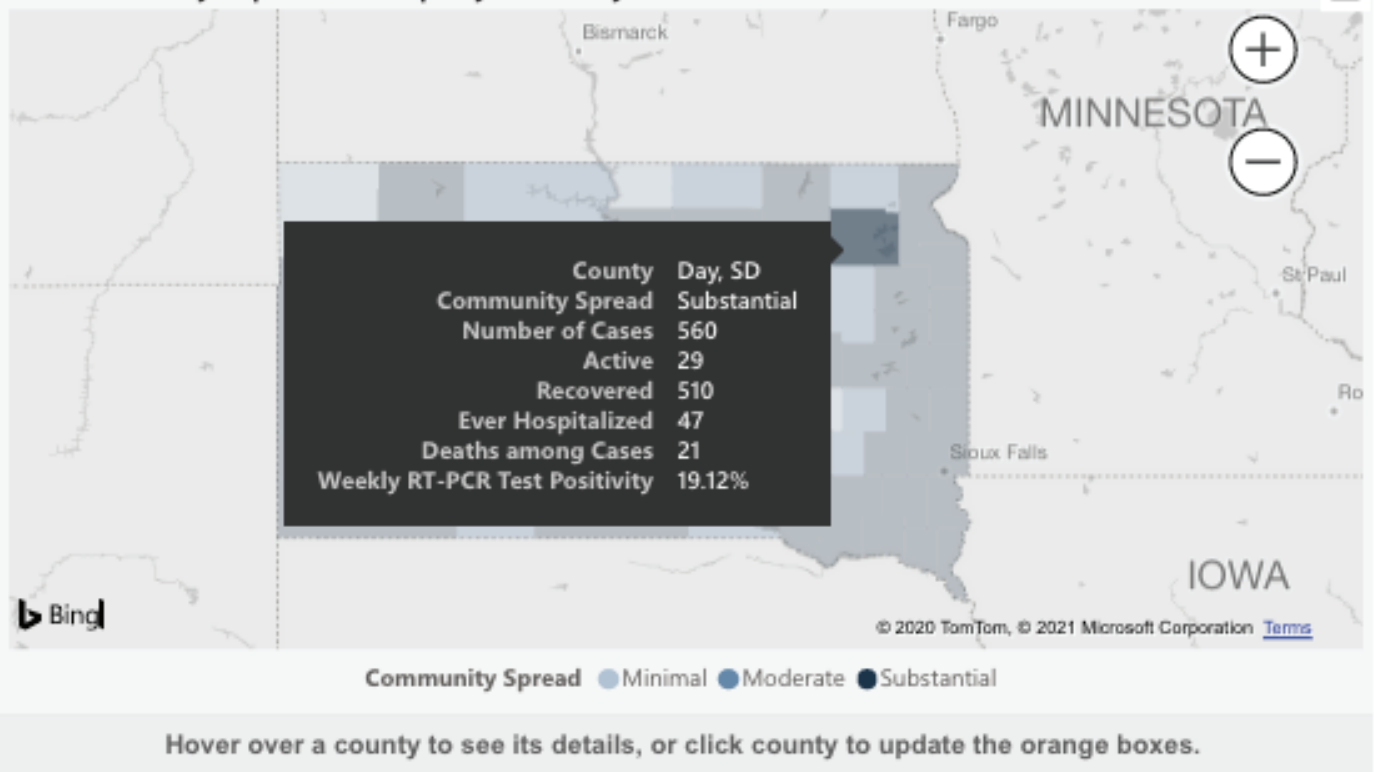 Bismarck
Fargo
MINNESOTA
St Paul
Ro
Sioux Falls
IOWA
County Day, SD
Community Spread Substantial
Number of Cases 560
Active 29
Recovered 510
Ever Hospitalized 47
Deaths among Cases 21
Weekly RT-PCR Test Positivity 19.12%
Bing
© 2020 TomTom, © 2021 Microsoft Corporation Terms
Community Spread Minimal Moderate Substantial
Hover over a county to see its details, or click county to update the orange boxes.